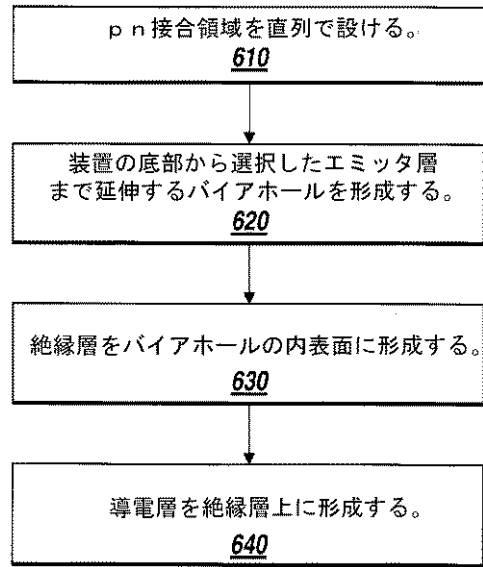 pn接合領域を直列で設ける。
610
装置の底部から選択したエミッタ層
まで延伸するバイアホールを形成する。
620
絶縁層をバイアホールの内表面に形成する。
630
導電層を絶縁層上に形成する。
640